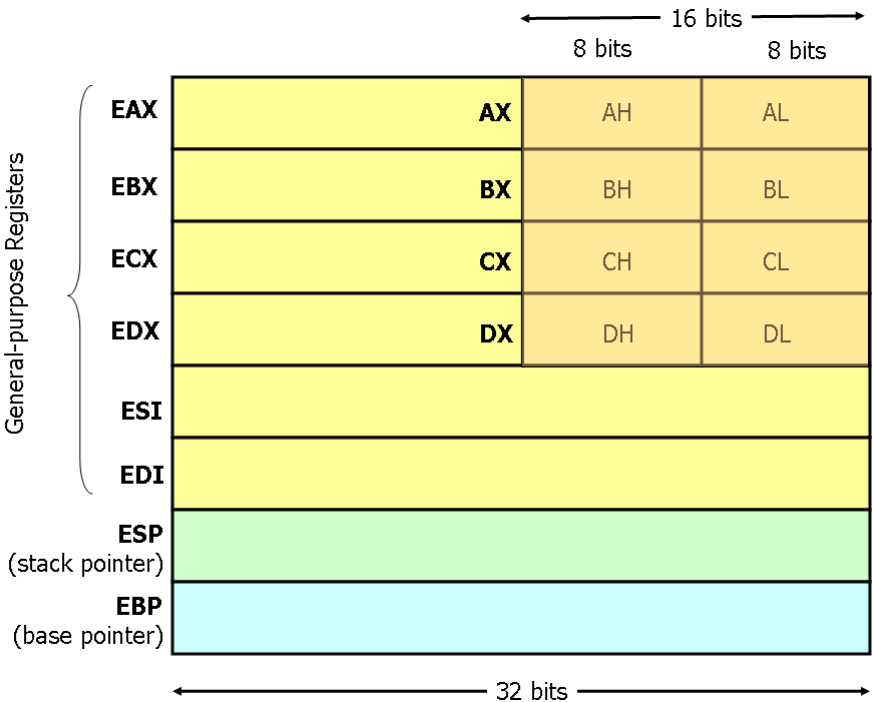 16 bits
8 bits 8 bits
EAX AX AH AL
EBX BX BH BL
ECX CX CH CL
EDX DX DH DL
ESI
EDI
General-purpose Registers
ESP
(stack pointer)
EBP
(base pointer)
32 bits